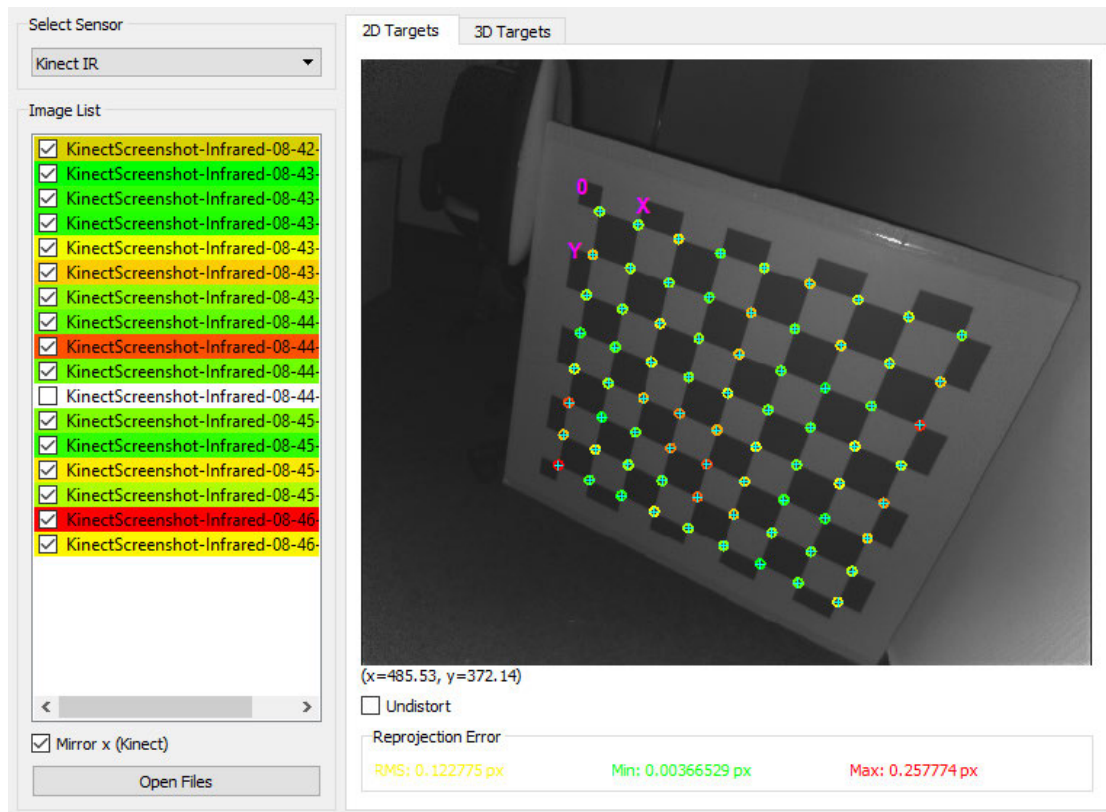 Select Sensor
Kinect IR
Image List
KinectScreenshot-Infrared-08-42-
KinectScreenshot-Infrared-08-43-
KinectScreenshot-Infrared-08-43-
KinectScreenshot-Infrared-08-43-
KinectScreenshot-Infrared-08-43-
KinectScreenshot-Infrared-08-43-
KinectScreenshot-Infrared-08-43-
KinectScreenshot-Infrared-08-44-
KinectScreenshot-Infrared-08-44-
KinectScreenshot-Infrared-08-44-
KinectScreenshot-Infrared-08-44-
KinectScreenshot-Infrared-08-45-
KinectScreenshot-Infrared-08-45-
KinectScreenshot-Infrared-08-45-
KinectScreenshot-Infrared-08-45-
KinectScreenshot-Infrared-08-46-
KinectScreenshot-Infrared-08-46-
Mirror x (Kinect)
Open Files
2D Targets 3D Targets
0
X
Y
(x=485.53, y=372.14)
Undistort
Reprojection Error
RMS: 0.122775 px Min: 0.00366529 px Max: 0.257774 px